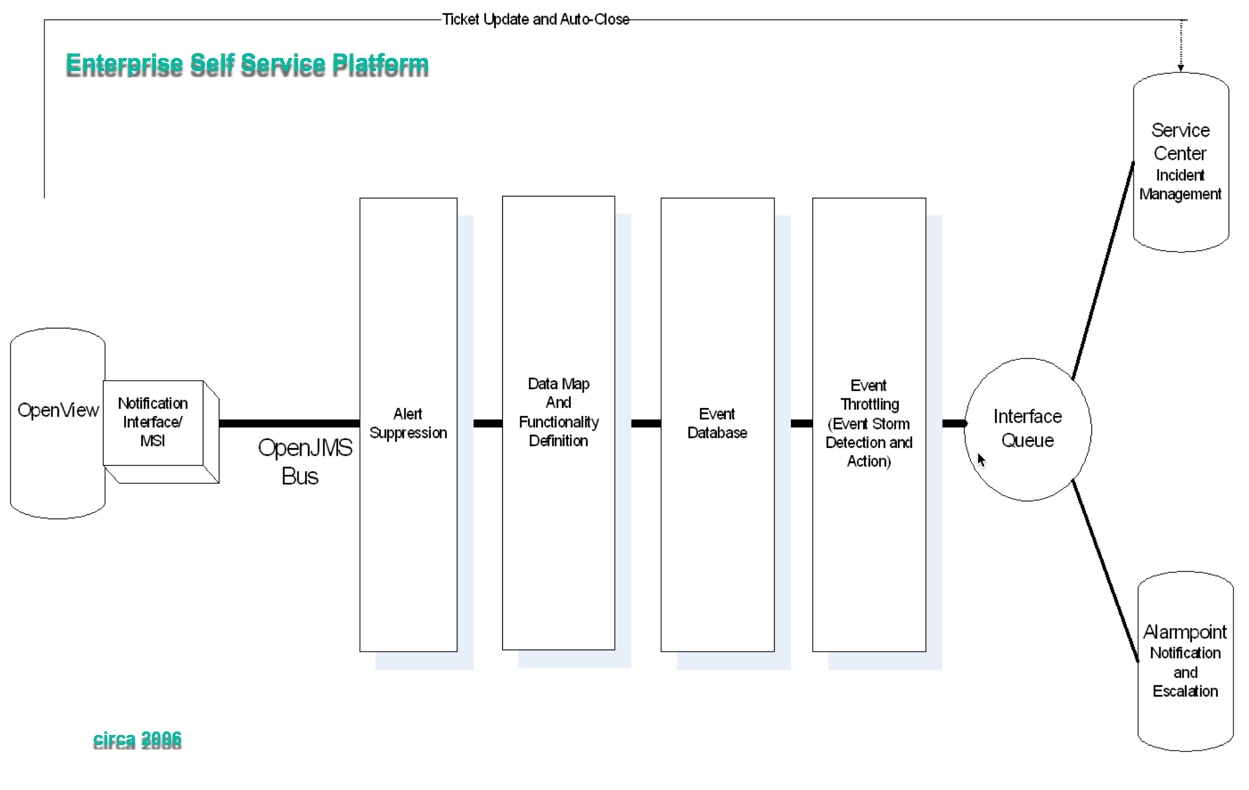 Ticket Update and Auto-Close
Enterprise Self Service Platform
Service
Center
Incident
Management
OpenView
Notification
Interface/
MSI
OpenJMS
Bus
Alert
Suppression
Data Map
And
Functionality
Definition
Event
Database
Event
Throttling
(Event Storm
Detection and
Action)
Interface
Queue
Alarmpoint
Notification
and
Escalation
circa 2006